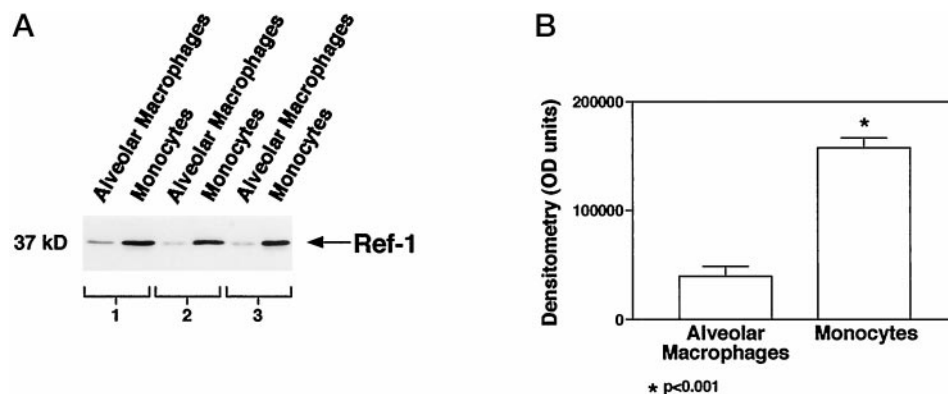 A
Alveolar Macrophages
Monocytes
Alveolar Macrophages
Monocytes
Alveolar Macrophages
Monocytes
37 kD
Ref-1
1
2
3
B
Densitometry (OD units)
200000
100000
0
*
Alveolar
Macrophages
Monocytes
* p<0.001